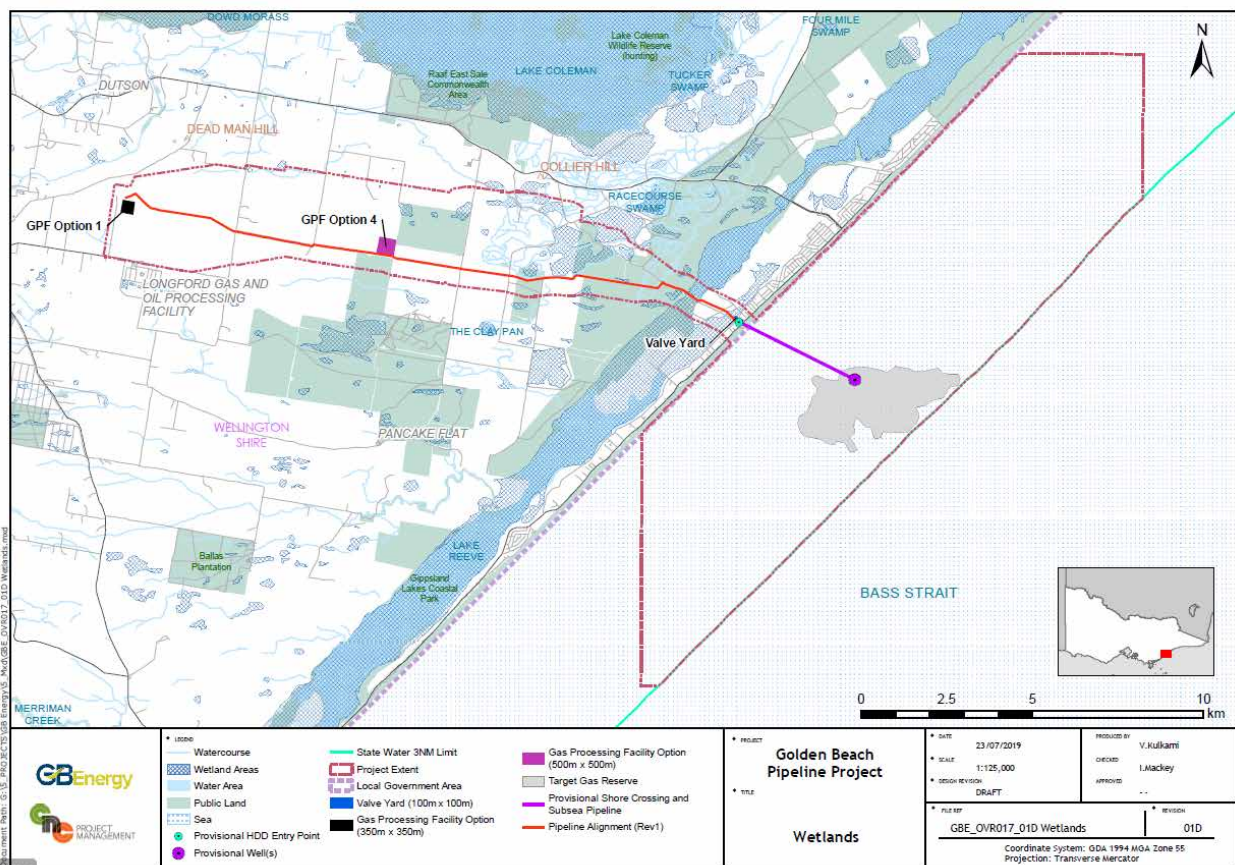 DOWD MORASS
FOUR MILE
SWAMP
N
Lake Coleman
Wildlife Reserve
(hunting)
LAKE COLEMAN
TUCKER
SWAMP
Raaf East Sale
Commonwealth
Area
DUTSON
DEAD MAN HILL
COLLIER HILL
RACECOURSE
SWAMP
GPF Option 1
GPF Option 4
LONGFORD GAS AND
OIL PROCESSING
FACILITY
THE CLAY PAN
Valve Yard
WELLINGTON
SHIRE
PANCAKE FLAT
LAKE
REEVE
Ballas
Plantation
Gippsland
Lakes Coastal
Park
BASS STRAIT
MERRIMAN
CREEK
0 2.5 5 10
km
GBEnergy
PROJECT
MANAGEMENT
LEGEND
Watercourse
Wetland Areas
Water Area
Public Land
Sea
Provisional HDD Entry Point
Provisional Well(s)
State Water 3NM Limit
Project Extent
Local Government Area
Valve Yard (100m x 100m)
Gas Processing Facility Option
(350m x 350m)
Gas Processing Facility Option
(500m x 500m)
Target Gas Reserve
Provisional Shore Crossing and
Subsea Pipeline
Pipeline Alignment (Rev1)
PROJECT
Golden Beach
Pipeline Project
TITLE
Wetlands
DATE
23/07/2019
SCALE
1:125,000
DESIGN REVISION
DRAFT
PRODUCED BY
V.Kulkarni
CHECKED
I.Mackey
APPROVED
- -
FILE REF
GBE_OVR017_01D Wetlands
REVISION
01D
Coordinate System: GDA 1994 MGA Zone 55
Projection: Transverse Mercator